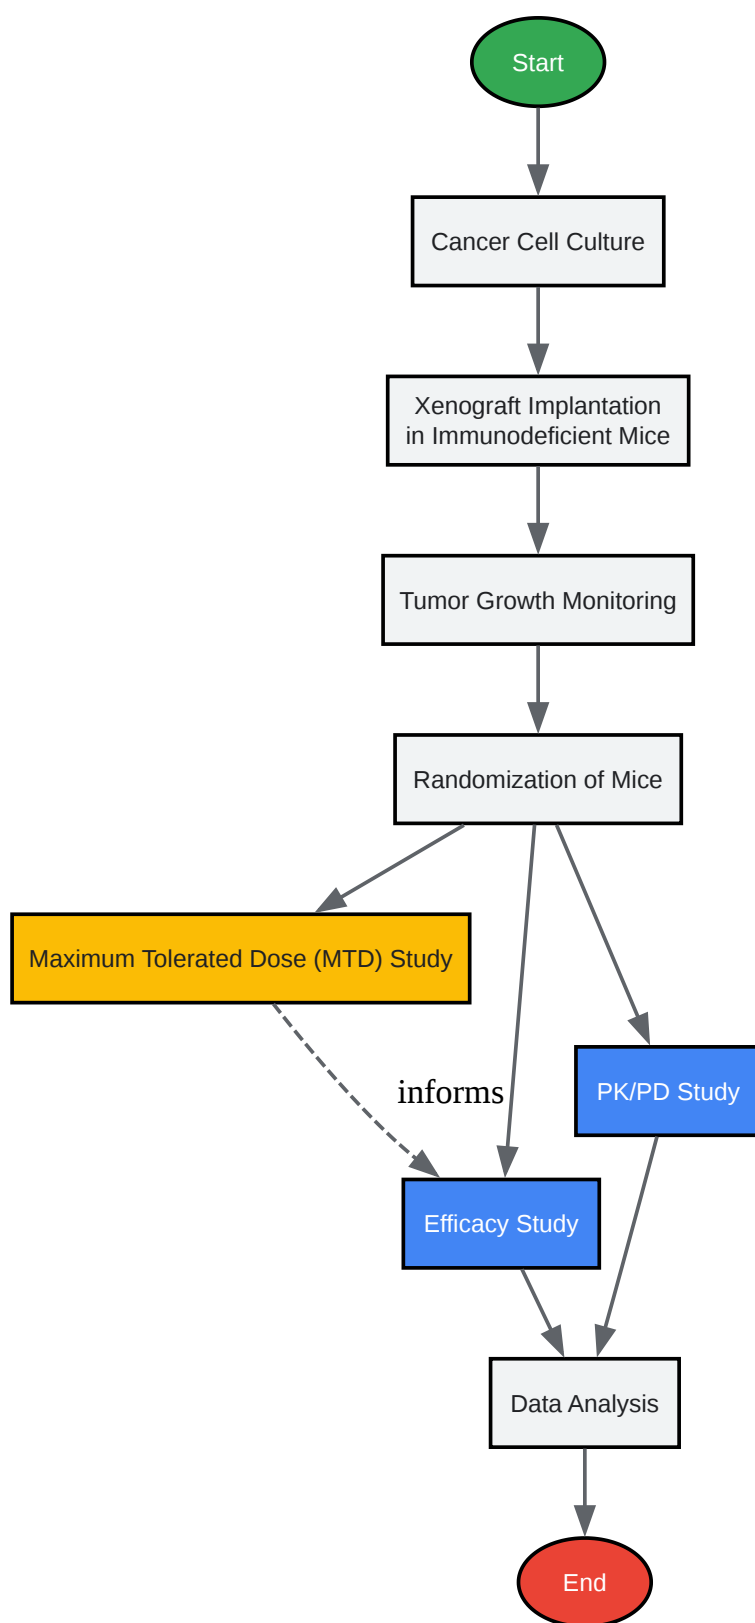 Start
Cancer Cell Culture
Xenograft Implantation
in Immunodeficient Mice
Tumor Growth Monitoring
Randomization of Mice
Maximum Tolerated Dose (MTD) Study
informs
PK/PD Study
Efficacy Study
Data Analysis
End